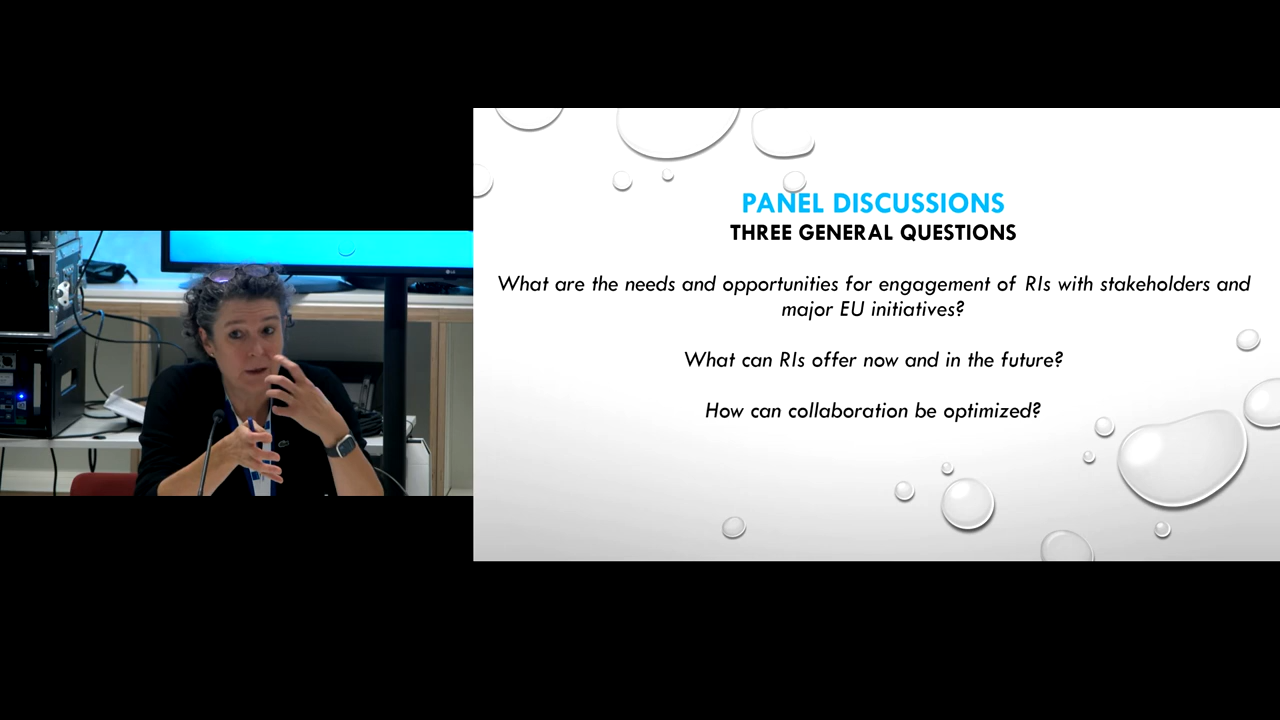 PANEL DISCUSSIONS
THREE GENERAL QUESTIONS
What are the needs and opportunities for engagement of RIs with stakeholders and
major EU initiatives?
What can RIs offer now and in the future?
How can collaboration be optimized?
LG